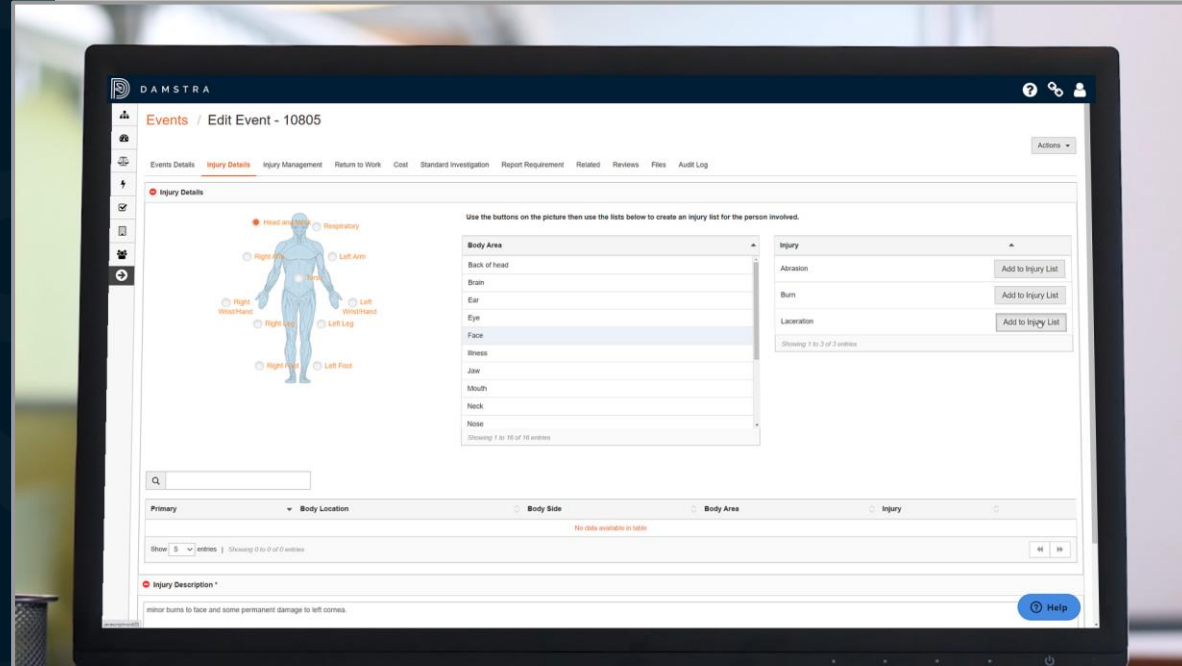 DAMSTRA
Events / Edit Event - 10805
Actions
Events Details Injury Details Injury Management Return to Work Cost Standard Investigation Report Requirement Related Reviews Files Audit Log
Injury Details
Use the buttons on the picture then use the lists below to create an injury list for the person involved.
Head and Neck
Respiratory
Right Arm
Left Arm
Torso
Right Wrist/Hand
Left Wrist/Hand
Right Leg
Left Leg
Right Foot
Left Foot
Body Area
Back of head
Brain
Ear
Eye
Face
Illness
Jaw
Mouth
Neck
Nose
Showing 1 to 16 of 16 entries
Injury
Abrasion Add to Injury List
Burn Add to Injury List
Laceration Add to Injury List
Showing 1 to 3 of 3 entries
Primary Body Location Body Side Body Area Injury
No data available in table
Show 5 entries | Showing 0 to 0 of 0 entries
Injury Description *
minor burns to face and some permanent damage to left cornea.
Help